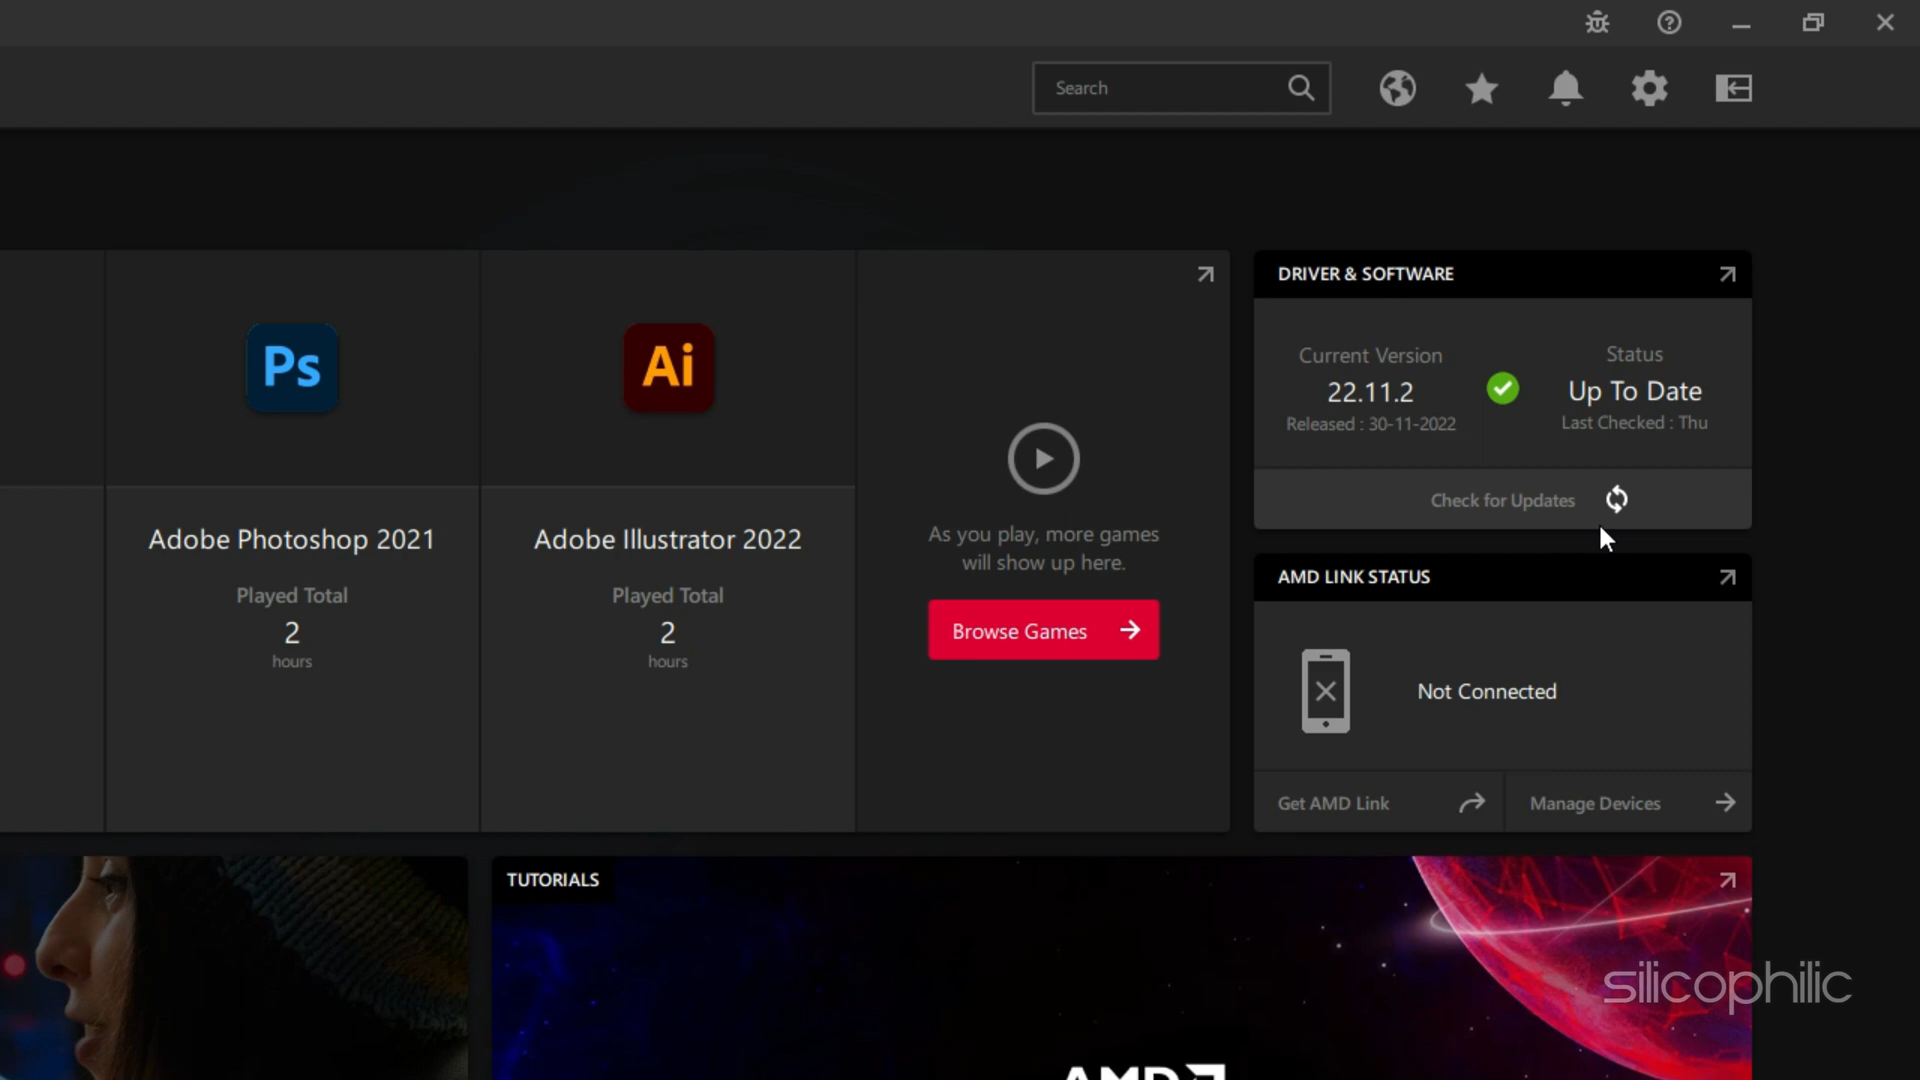 Search
DRIVER & SOFTWARE
Ps
Ai
Current Version
22.11.2
Released : 30-11-2022
Status
Up To Date
Last Checked : Thu
Check for Updates
Adobe Photoshop 2021
Played Total
2
hours
Adobe Illustrator 2022
Played Total
2
hours
As you play, more games
will show up here.
Browse Games
AMD LINK STATUS
Not Connected
Get AMD Link
Manage Devices
TUTORIALS
AMD
silicophilic